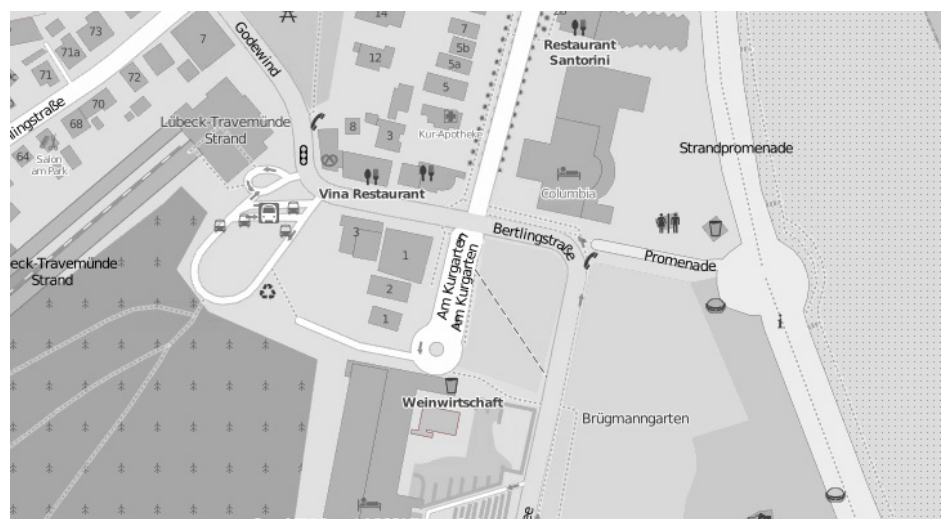 14
2b
73
7
7
Godewind
Restaurant
Santorini
71a
5b
12
5a
71
72
5
70
68
Lübeck-Travemünde
Strand
8
3
Kur-Apotheke
Strandpromenade
64
Salon
am Park
Vina Restaurant
Columbia
3
Bertlingstraße
1
Promenade
eck-Travemünde
Strand
2
Am Kurgarten
Am Kurgarten
1
Weinwirtschaft
Brügmanngarten